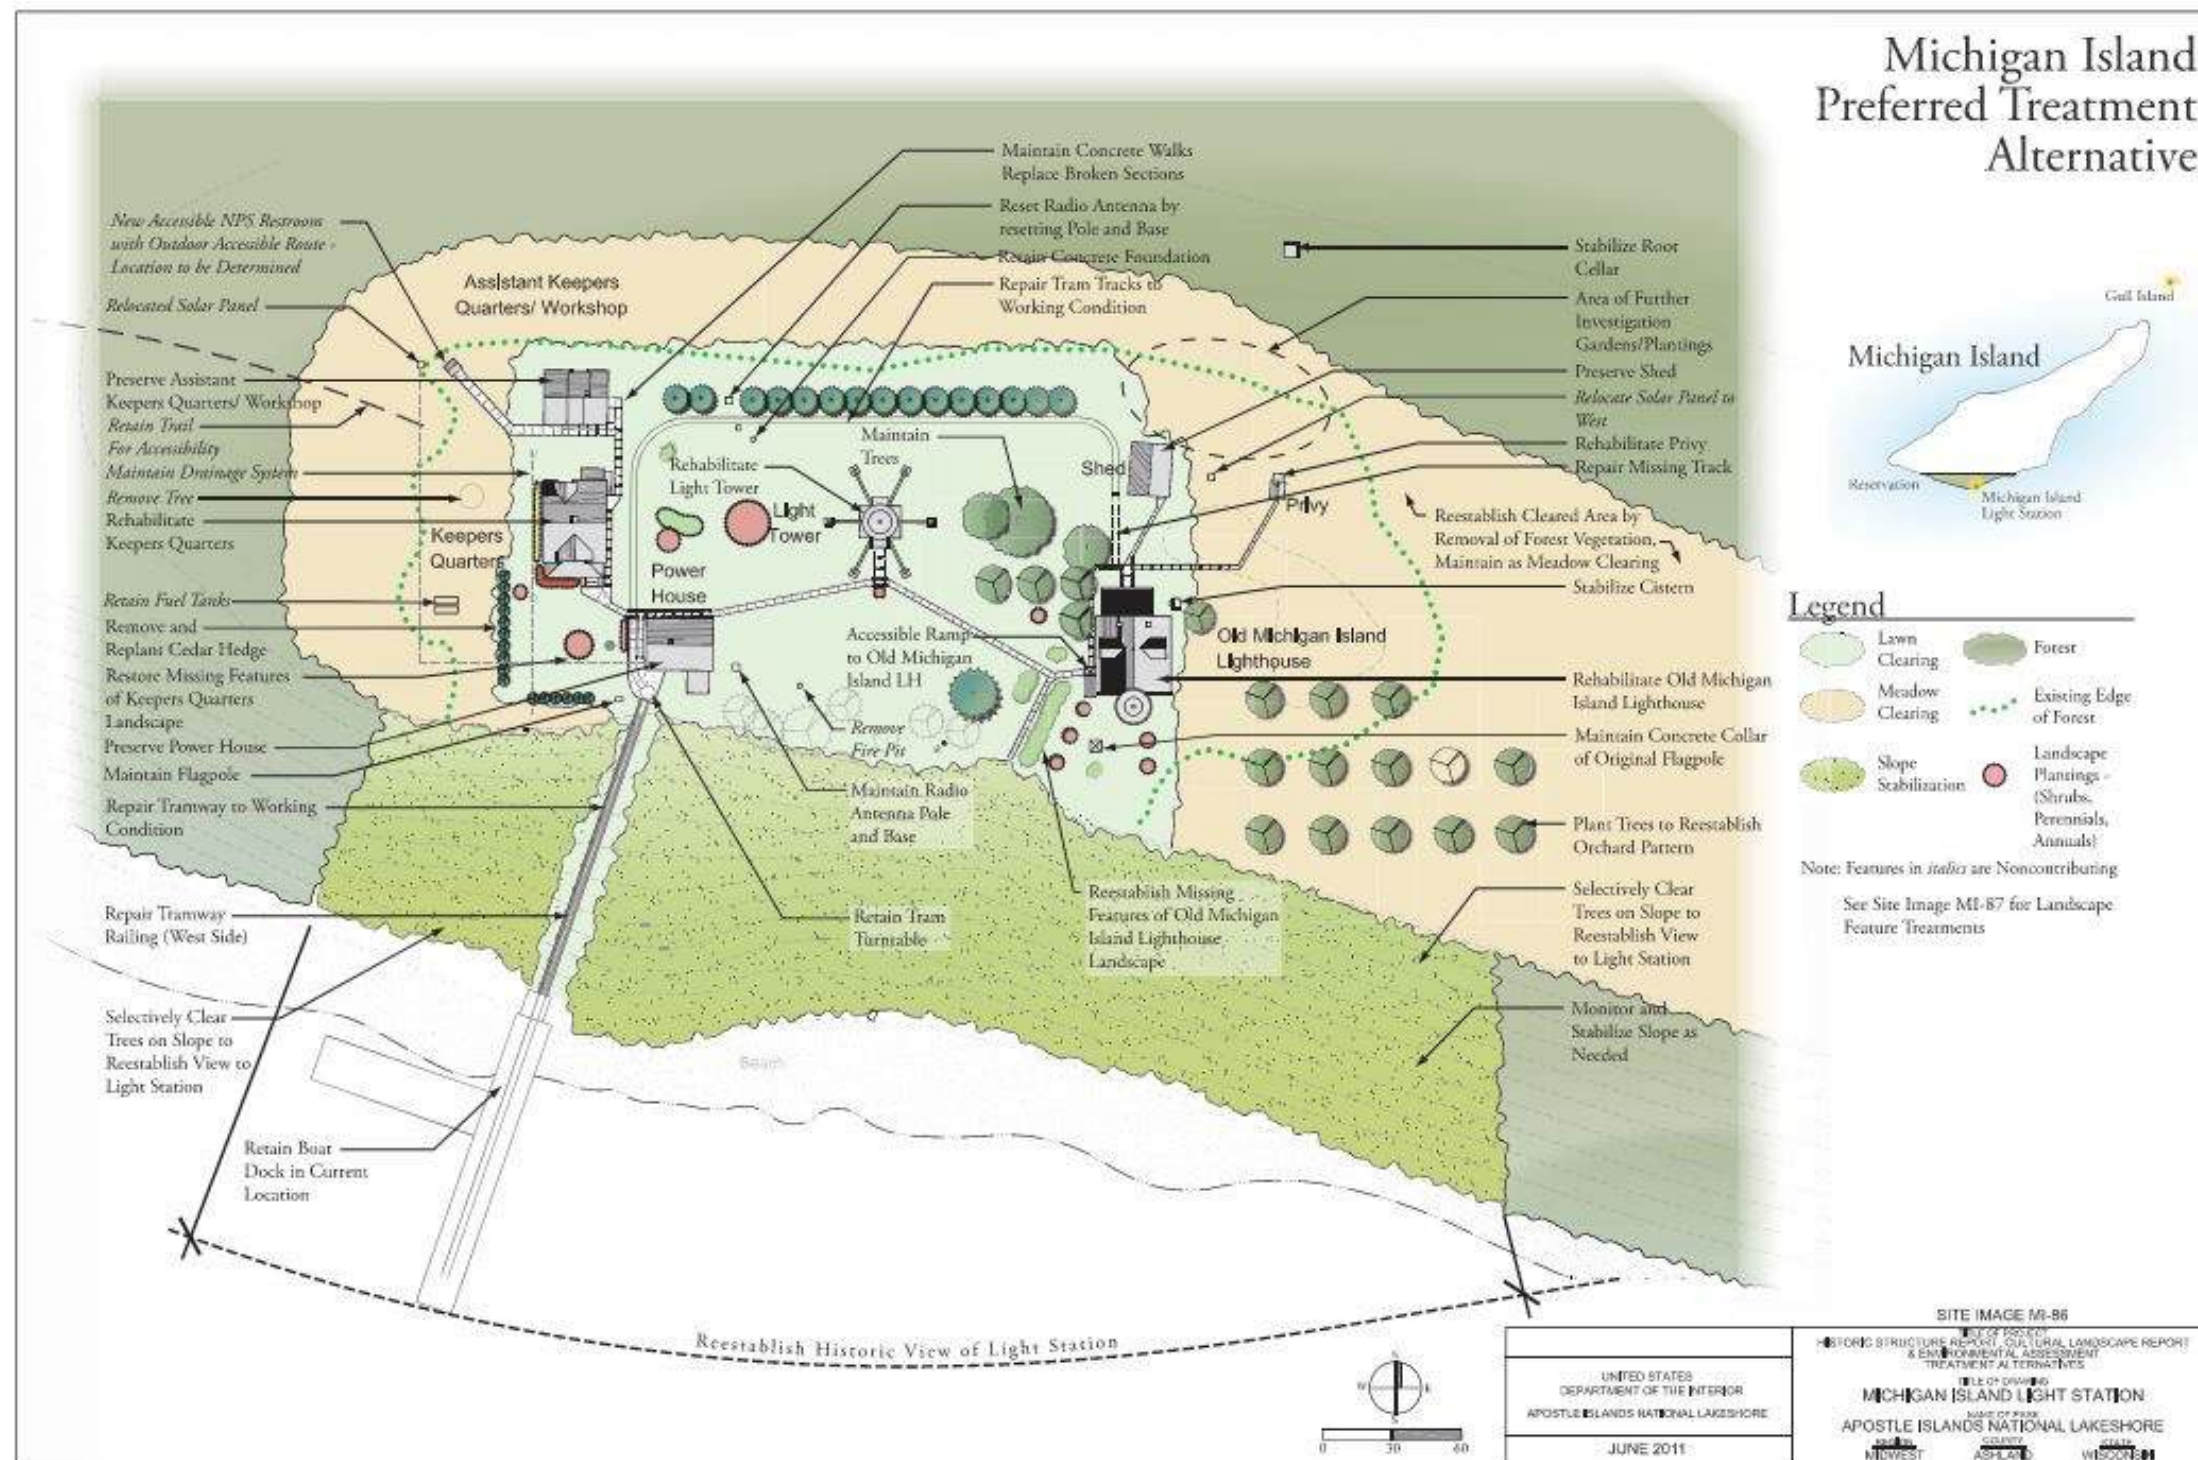 Michigan Island
Preferred Treatment
Alternative
Maintain Concrete Walks
Replace Broken Sections
Reset Radio Antenna by
resetting Pole and Base
Retain Concrete Foundation
Repair Tram Tracks to
Working Condition
New Accessible NPS Restroom
with Outdoor Accessible Route -
Location to be Determined
Relocated Solar Panel
Preserve Assistant
Keepers Quarters/ Workshop
Retain Trail
For Accessibility
Maintain Drainage System
Remove Tree
Rehabilitate
Keepers Quarters
Retain Fuel Tanks
Remove and
Replant Cedar Hedge
Restore Missing Features
of Keepers Quarters
Landscape
Preserve Power House
Maintain Flagpole
Repair Tramway to Working
Condition
Repair Tramway
Railing (West Side)
Selectively Clear
Trees on Slope to
Reestablish View to
Light Station
Retain Boat
Dock in Current
Location
Assistant Keepers
Quarters/ Workshop
Keepers
Quarters
Power
House
Rehabilitate
Light Tower
Light
Tower
Maintain
Trees
Shed
Privy
Accessible Ramp
to Old Michigan
Island LH
Old Michigan Island
Lighthouse
Remove
Fire Pit
Maintain Radio
Antenna Pole
and Base
Retain Tram
Turntable
Reestablish Missing
Features of Old Michigan
Island Lighthouse
Landscape
Beach
Stabilize Root
Cellar
Area of Further
Investigation
Gardens/Plantings
Preserve Shed
Relocate Solar Panel to
West
Rehabilitate Privy
Repair Missing Track
Reestablish Cleared Area by
Removal of Forest Vegetation,
Maintain as Meadow Clearing
Stabilize Cistern
Rehabilitate Old Michigan
Island Lighthouse
Maintain Concrete Collar
of Original Flagpole
Plant Trees to Reestablish
Orchard Pattern
Selectively Clear
Trees on Slope to
Reestablish View
to Light Station
Monitor and
Stabilize Slope as
Needed
Reestablish Historic View of Light Station
Gull Island
Michigan Island
Reservation
Michigan Island
Light Station
Legend
Lawn
Clearing
Forest
Meadow
Clearing
Existing Edge
of Forest
Slope
Stabilization
Landscape
Plantings -
(Shrubs,
Perennials,
Annuals)
Note: Features in italics are Noncontributing
See Site Image MI-87 for Landscape
Feature Treatments
N
W
E
S
0 30 60
UNITED STATES
DEPARTMENT OF THE INTERIOR
APOSTLE ISLANDS NATIONAL LAKESHORE
JUNE 2011
SITE IMAGE MI-86
TITLE OF PROJECT
HISTORIC STRUCTURE REPORT, CULTURAL LANDSCAPE REPORT
& ENVIRONMENTAL ASSESSMENT
TREATMENT ALTERNATIVES
TITLE OF DRAWING
MICHIGAN ISLAND LIGHT STATION
NAME OF PARK
APOSTLE ISLANDS NATIONAL LAKESHORE
REGION COUNTY STATE
MIDWEST ASHLAND WISCONSIN